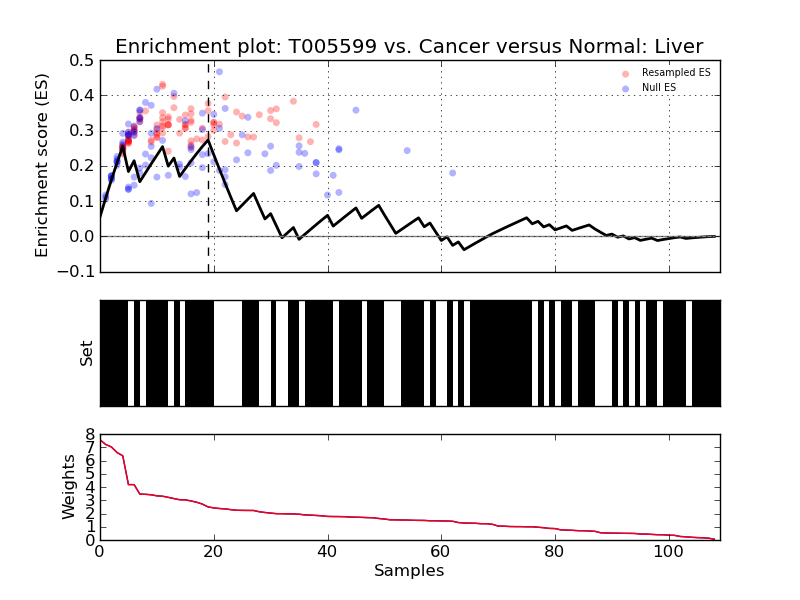 Enrichment plot: T005599 vs. Cancer versus Normal: Liver
Enrichment score (ES)
0.5
0.4
0.3
0.2
0.1
0.0
−0.1
Resampled ES
Null ES
Set
Weights
8
7
6
5
4
3
2
1
0
0 20 40 60 80 100
Samples